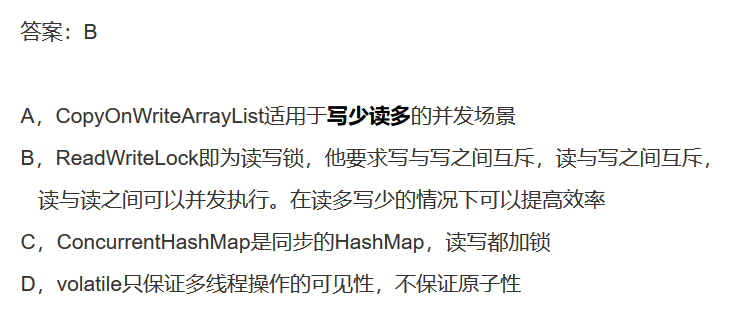 答案：B
A，CopyOnWriteArrayList适用于写少读多的并发场景
B，ReadWriteLock即为读写锁，他要求写与写之间互斥，读与写之间互斥，
读与读之间可以并发执行。在读多写少的情况下可以提高效率
C，ConcurrentHashMap是同步的HashMap，读写都加锁
D，volatile只保证多线程操作的可见性，不保证原子性